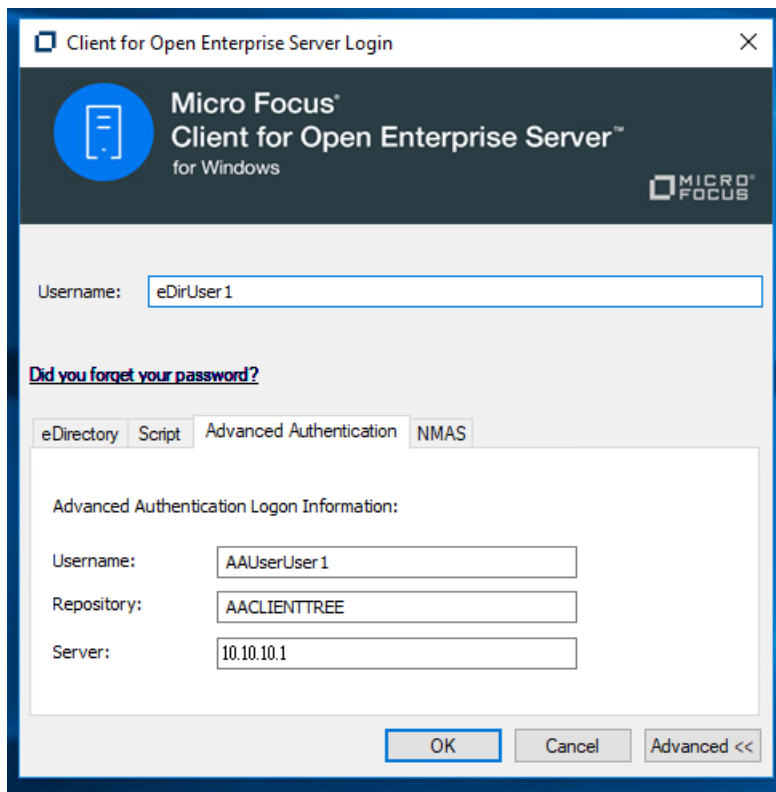 Client for Open Enterprise Server Login
Micro Focus®
Client for Open Enterprise Server™
for Windows
MICRO®
FOCUS
Username: eDirUser1
Did you forget your password?
eDirectory Script Advanced Authentication NMAS
Advanced Authentication Logon Information:
Username: AAUserUser1
Repository: AACLIENTTREE
Server: 10.10.10.1
OK Cancel Advanced <<